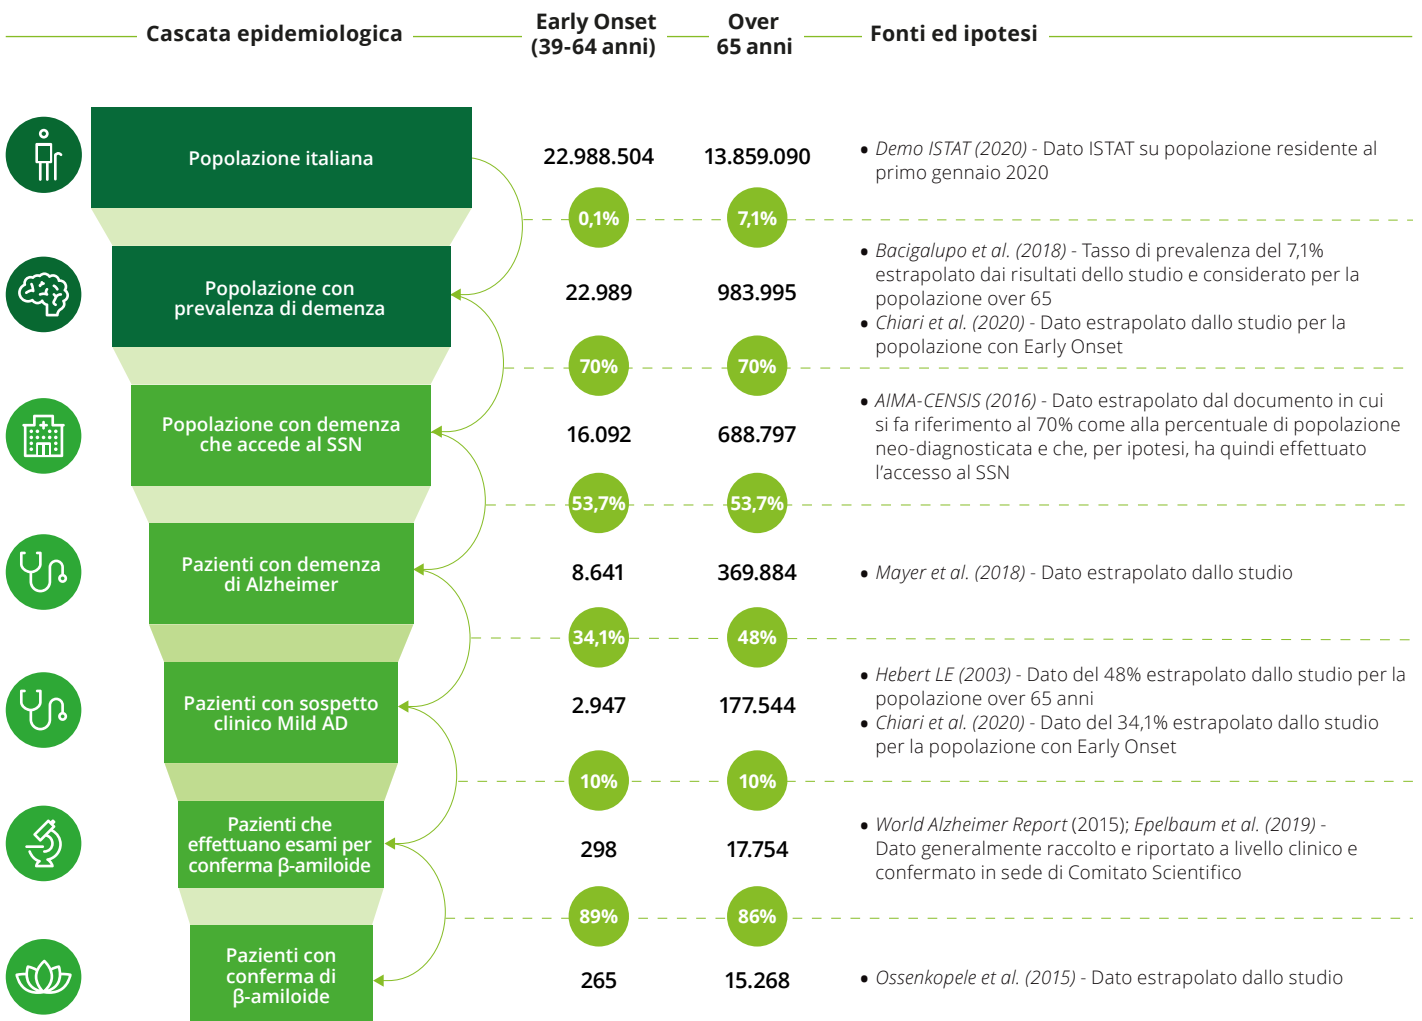 Cascata epidemiologica
Early Onset
(39-64 anni)
Over
65 anni
Fonti ed ipotesi
Popolazione italiana
22.988.504
13.859.090
• Demo ISTAT (2020) - Dato ISTAT su popolazione residente al
primo gennaio 2020
0,1%
7,1%
Popolazione con
prevalenza di demenza
22.989
983.995
• Bacigalupo et al. (2018) - Tasso di prevalenza del 7,1%
estrapolato dai risultati dello studio e considerato per la
popolazione over 65
• Chiari et al. (2020) - Dato estrapolato dallo studio per la
popolazione con Early Onset
70%
70%
Popolazione con demenza
che accede al SSN
16.092
688.797
• AIMA-CENSIS (2016) - Dato estrapolato dal documento in cui
si fa riferimento al 70% come alla percentuale di popolazione
neo-diagnosticata e che, per ipotesi, ha quindi effettuato
l'accesso al SSN
53,7%
53,7%
Pazienti con demenza
di Alzheimer
8.641
369.884
• Mayer et al. (2018) - Dato estrapolato dallo studio
34,1%
48%
Pazienti con sospetto
clinico Mild AD
2.947
177.544
• Hebert LE (2003) - Dato del 48% estrapolato dallo studio per la
popolazione over 65 anni
• Chiari et al. (2020) - Dato del 34,1% estrapolato dallo studio
per la popolazione con Early Onset
10%
10%
Pazienti che
effettuano esami per
conferma β-amiloide
298
17.754
• World Alzheimer Report (2015); Epelbaum et al. (2019) -
Dato generalmente raccolto e riportato a livello clinico e
confermato in sede di Comitato Scientifico
89%
86%
Pazienti con
conferma di
β-amiloide
265
15.268
• Ossenkopele et al. (2015) - Dato estrapolato dallo studio